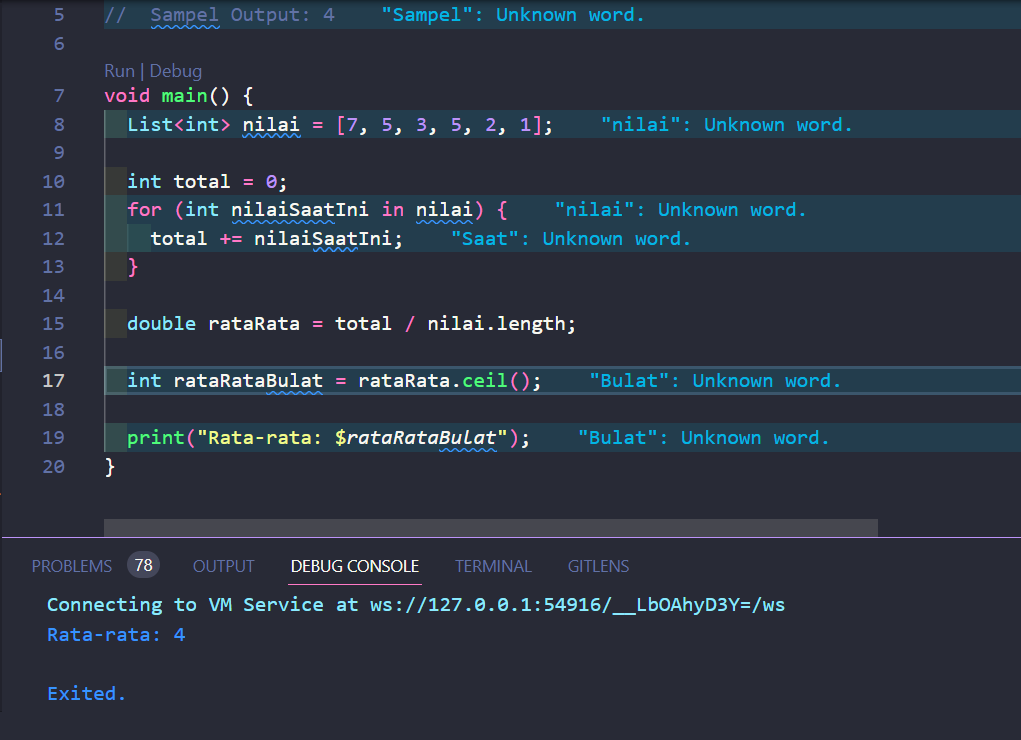 5 // Sampel Output: 4 "Sampel": Unknown word.
6
Run | Debug
7 void main() {
8 List<int> nilai = [7, 5, 3, 5, 2, 1]; "nilai": Unknown word.
9
10 int total = 0;
11 for (int nilaiSaatIni in nilai) { "nilai": Unknown word.
12 total += nilaiSaatIni; "Saat": Unknown word.
13 }
14
15 double rataRata = total / nilai.length;
16
17 int rataRataBulat = rataRata.ceil(); "Bulat": Unknown word.
18
19 print("Rata-rata: $rataRataBulat"); "Bulat": Unknown word.
20 }
PROBLEMS 78 OUTPUT DEBUG CONSOLE TERMINAL GITLENS
Connecting to VM Service at ws://127.0.0.1:54916/__LbOAhyD3Y=/ws
Rata-rata: 4
Exited.